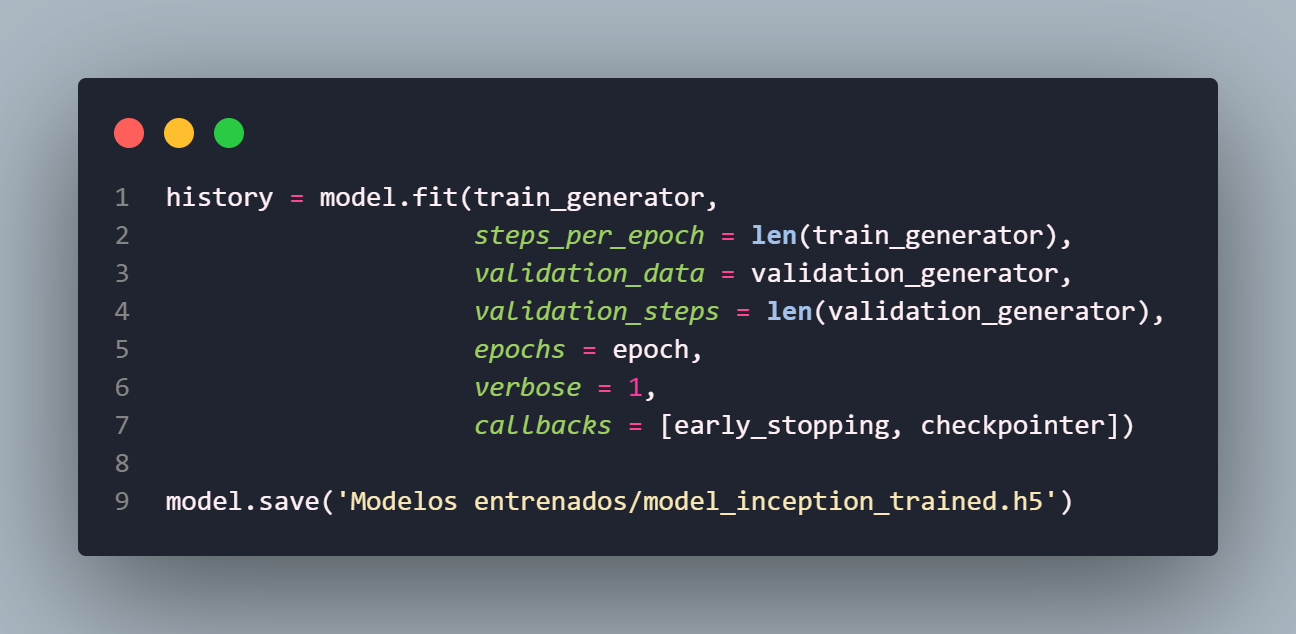 1 history = model.fit(train_generator,
2 steps_per_epoch = len(train_generator),
3 validation_data = validation_generator,
4 validation_steps = len(validation_generator),
5 epochs = epoch,
6 verbose = 1,
7 callbacks = [early_stopping, checkpointer])
8
9 model.save('Modelos entrenados/model_inception_trained.h5')